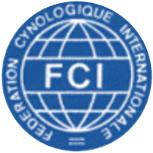 FEDERATION CYNOLOGIQUE INTERNATIONALE
FCI